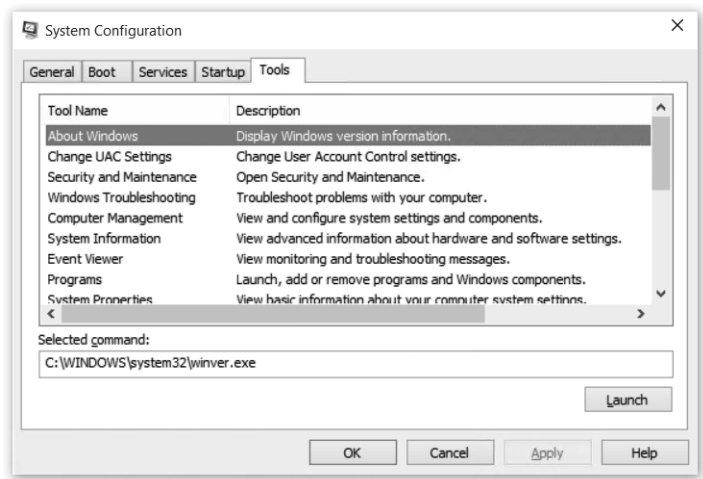 System Configuration
General Boot Services Startup Tools
Tool Name Description
About Windows Display Windows version information.
Change UAC Settings Change User Account Control settings.
Security and Maintenance Open Security and Maintenance.
Windows Troubleshooting Troubleshoot problems with your computer.
Computer Management View and configure system settings and components.
System Information View advanced information about hardware and software settings.
Event Viewer View monitoring and troubleshooting messages.
Programs Launch, add or remove programs and Windows components.
System Properties View basic information about your computer system settings.
Selected command:
C:\WINDOWS\system32\winver.exe
Launch
OK Cancel Apply Help